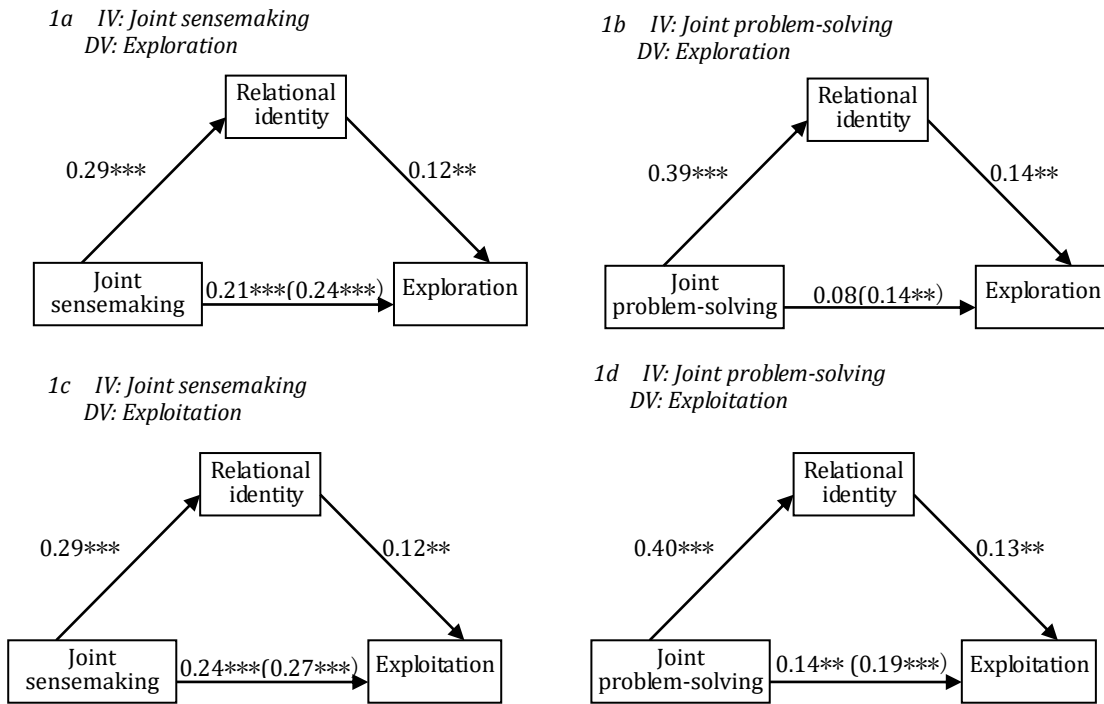 1a IV: Joint sensemaking
DV: Exploration
Relational
identity
0.29***
0.12**
Joint
sensemaking
0.21***(0.24***)
Exploration
1b IV: Joint problem-solving
DV: Exploration
Relational
identity
0.39***
0.14**
Joint
problem-solving
0.08(0.14**)
Exploration
1c IV: Joint sensemaking
DV: Exploitation
Relational
identity
0.29***
0.12**
Joint
sensemaking
0.24***(0.27***)
Exploitation
1d IV: Joint problem-solving
DV: Exploitation
Relational
identity
0.40***
0.13**
Joint
problem-solving
0.14** (0.19***)
Exploitation